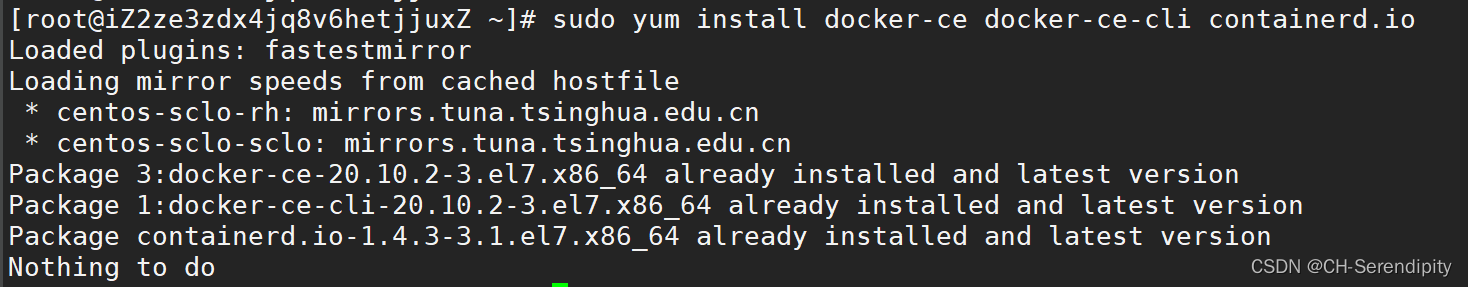 [root@iZ2ze3zdx4jq8v6hetjjuxZ ~]# sudo yum install docker-ce docker-ce-cli containerd.io
Loaded plugins: fastestmirror
Loading mirror speeds from cached hostfile
 * centos-sclo-rh: mirrors.tuna.tsinghua.edu.cn
 * centos-sclo-sclo: mirrors.tuna.tsinghua.edu.cn
Package 3:docker-ce-20.10.2-3.el7.x86_64 already installed and latest version
Package 1:docker-ce-cli-20.10.2-3.el7.x86_64 already installed and latest version
Package containerd.io-1.4.3-3.1.el7.x86_64 already installed and latest version
Nothing to do
CSDN @CH-Serendipity